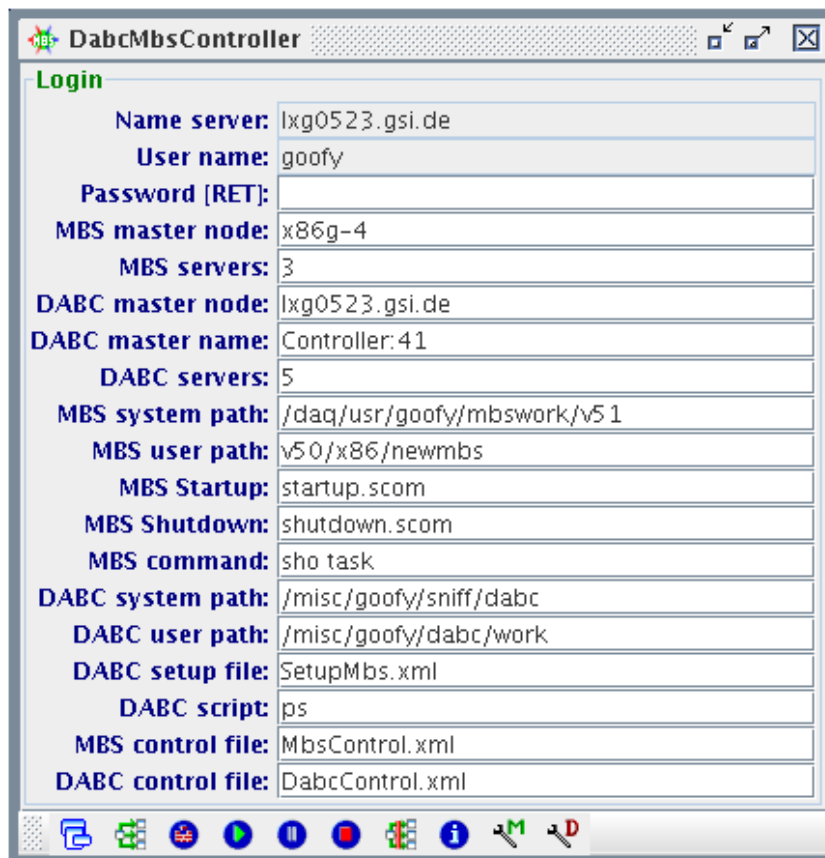 MBS DabcMbsController
Login
Name server: lxg0523.gsi.de
User name: goofy
Password [RET]:
MBS master node: x86g-4
MBS servers: 3
DABC master node: lxg0523.gsi.de
DABC master name: Controller:41
DABC servers: 5
MBS system path: /daq/usr/goofy/mbswork/v51
MBS user path: v50/x86/newmbs
MBS Startup: startup.scom
MBS Shutdown: shutdown.scom
MBS command: sho task
DABC system path: /misc/goofy/sniff/dabc
DABC user path: /misc/goofy/dabc/work
DABC setup file: SetupMbs.xml
DABC script: ps
MBS control file: MbsControl.xml
DABC control file: DabcControl.xml
i M D